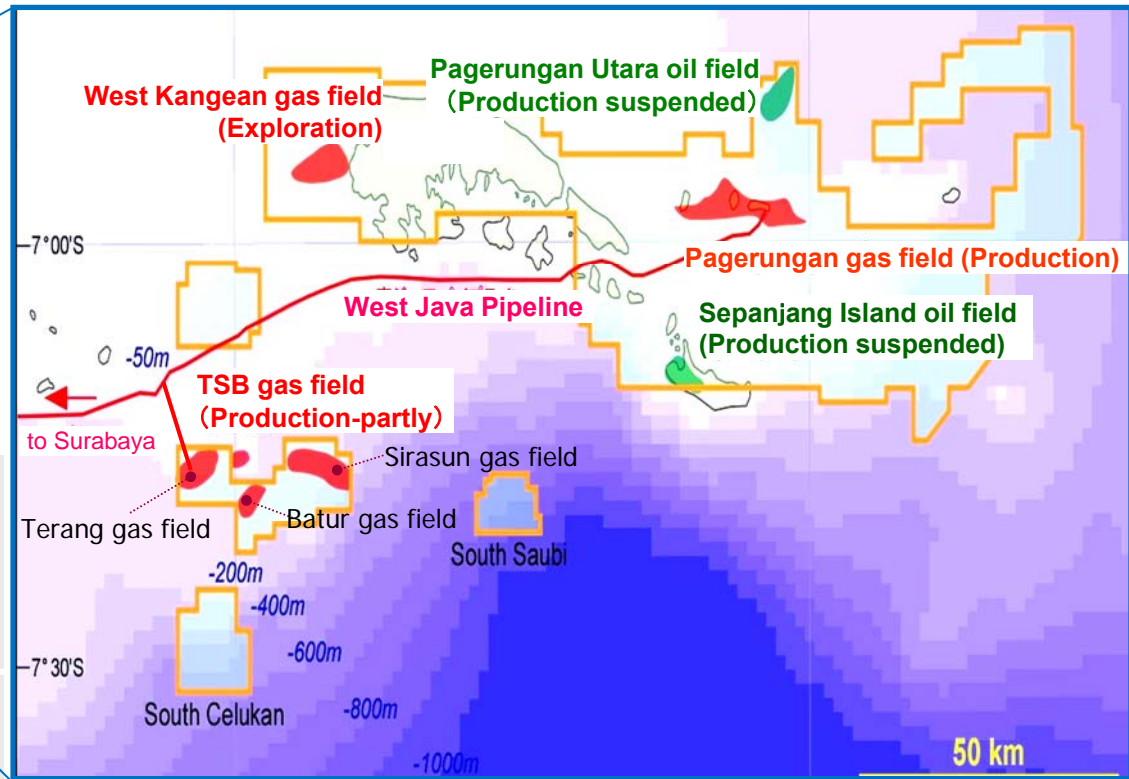 Pagerungan Utara oil field
（Production suspended）
West Kangean gas field
(Exploration)
7°00'S
Pagerungan gas field (Production)
West Java Pipeline
Sepanjang Island oil field
(Production suspended)
-50m
TSB gas field
（Production-partly）
to Surabaya
Sirasun gas field
Terang gas field
Batur gas field
South Saubi
-200m
-400m
-600m
7°30'S
South Celukan
-800m
-1000m
50 km